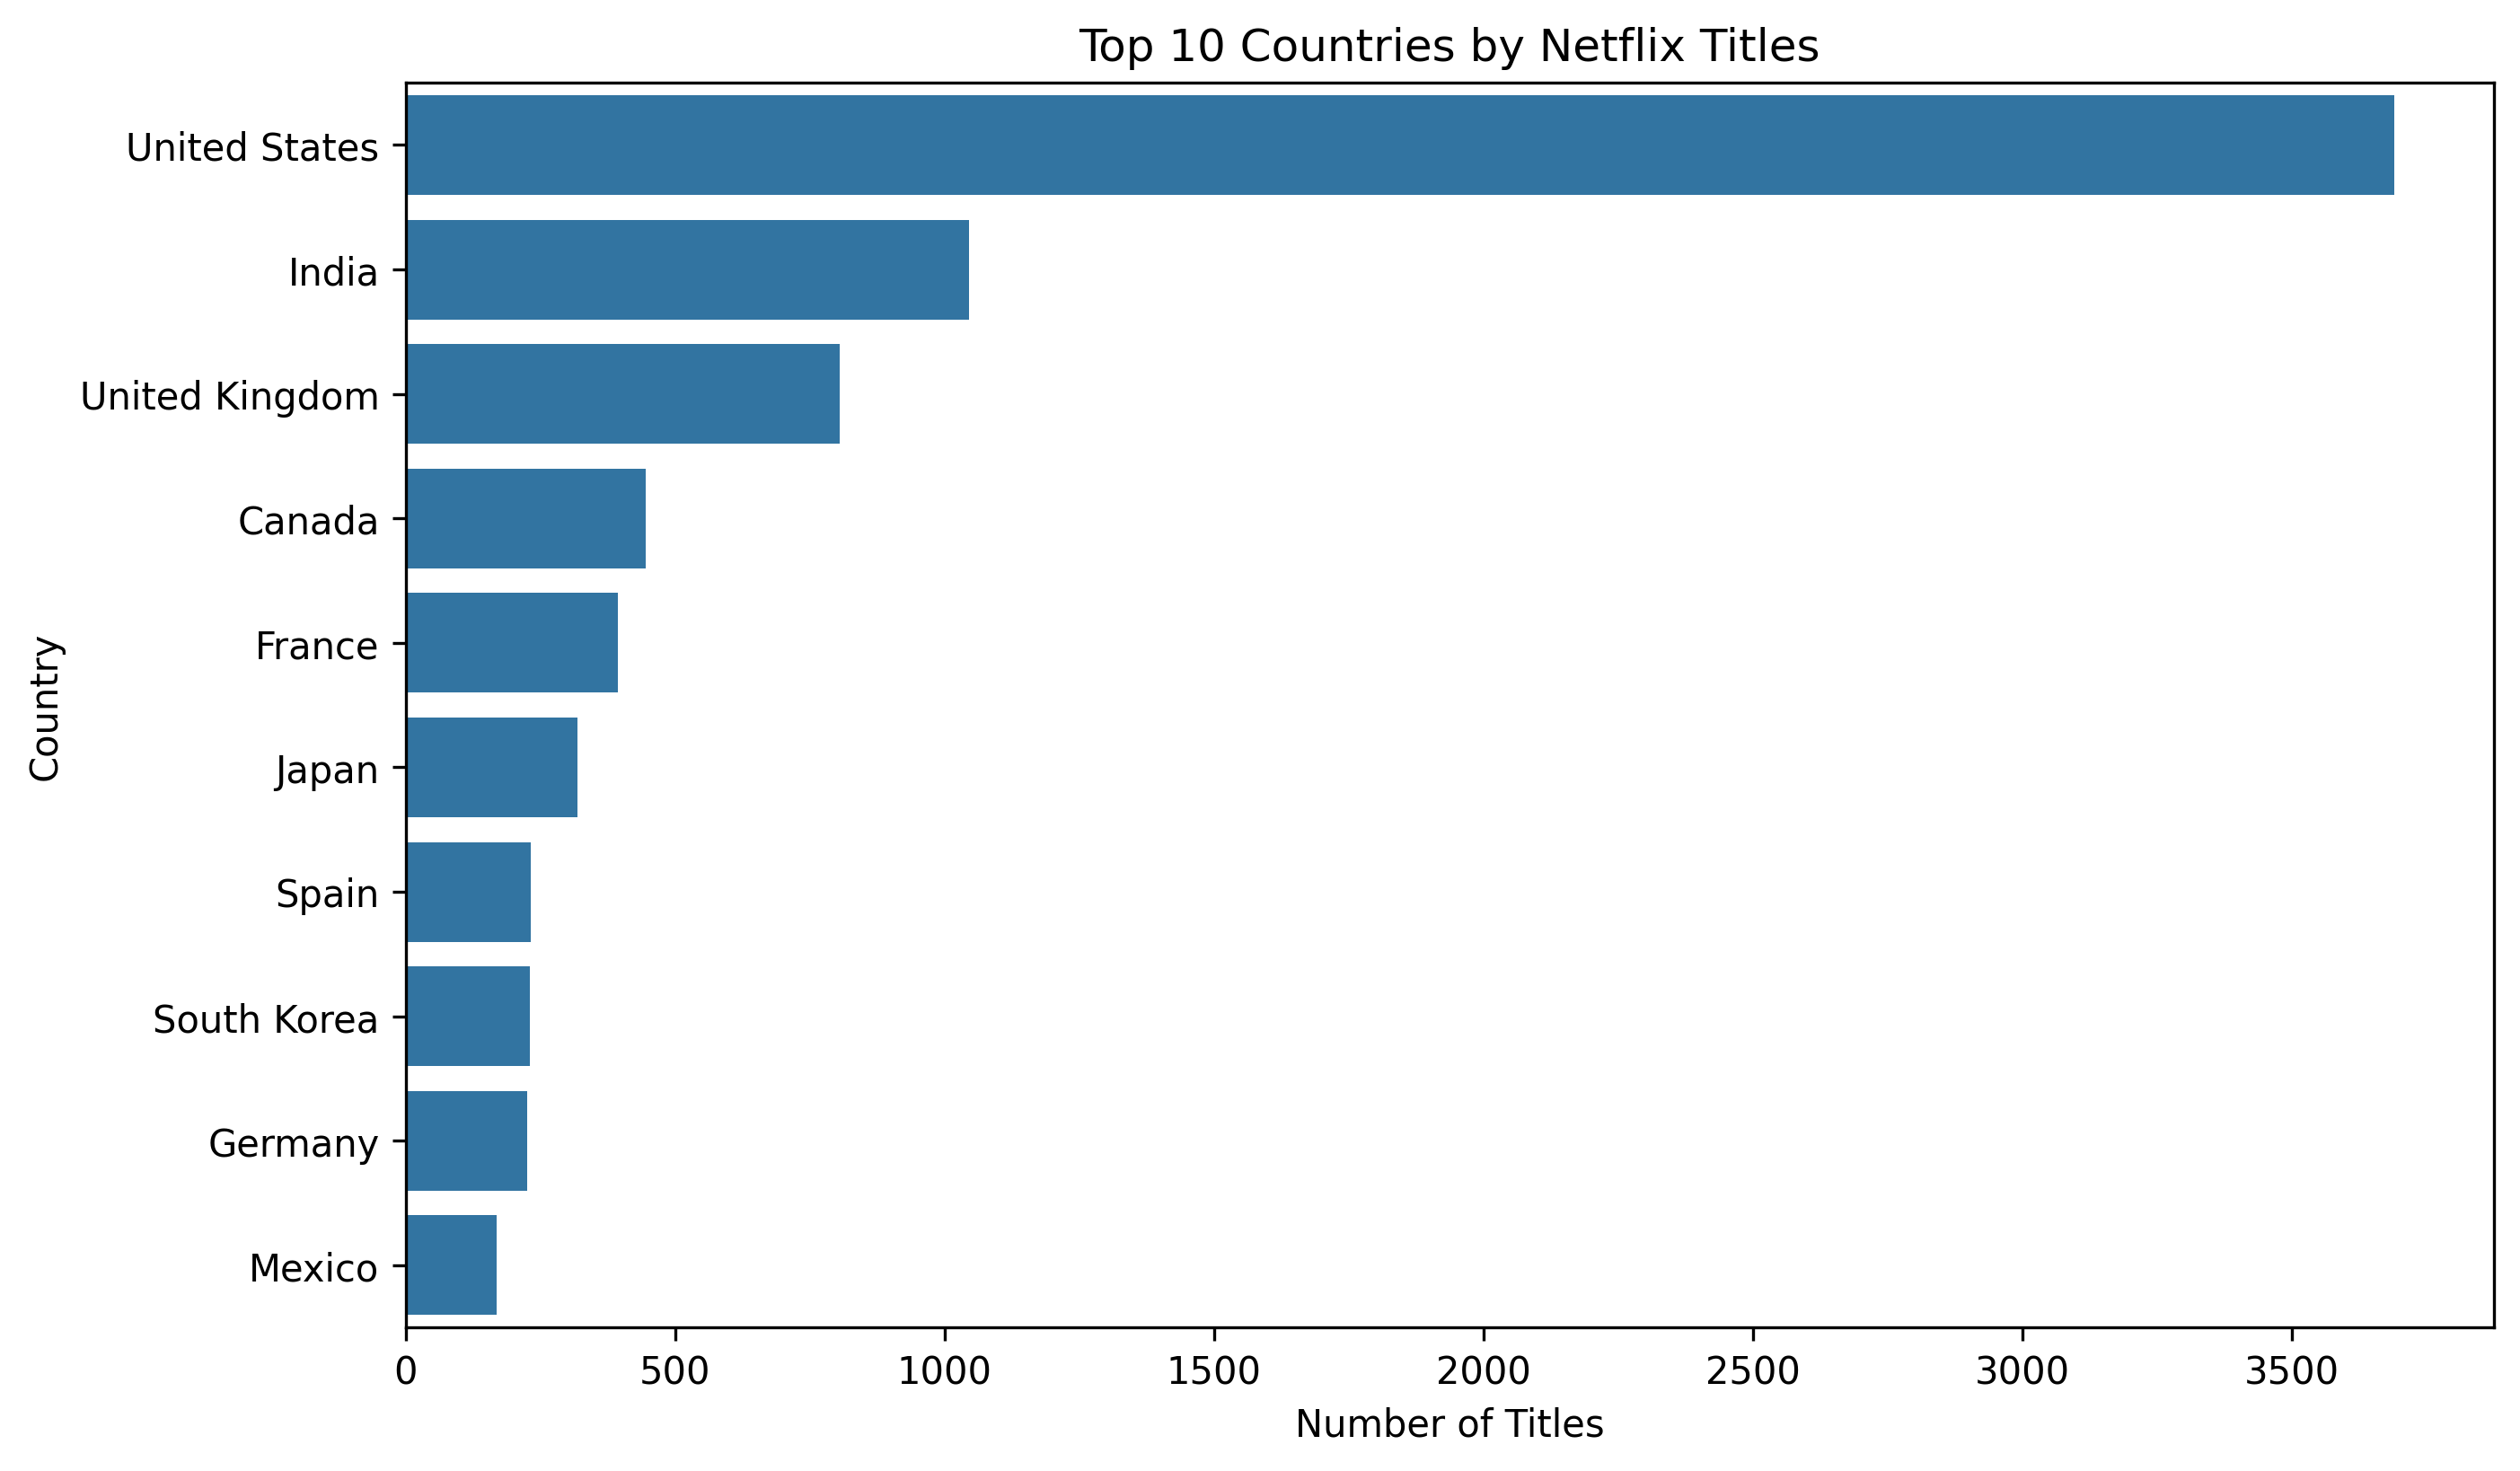 Top 10 Countries by Netflix Titles
United States
India
United Kingdom
Canada
France
Japan
Spain
South Korea
Germany
Mexico
Country
0 500 1000 1500 2000 2500 3000 3500
Number of Titles